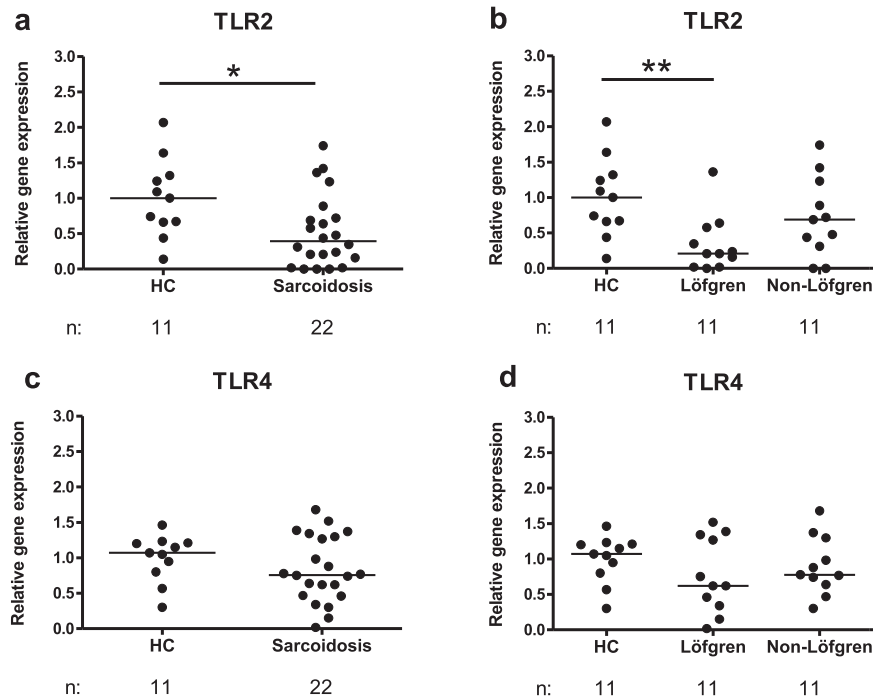 a
TLR2
Relative gene expression
3.0
2.5
2.0
1.5
1.0
0.5
0.0
*
HC Sarcoidosis
n: 11 22
b
TLR2
Relative gene expression
3.0
2.5
2.0
1.5
1.0
0.5
0.0
**
HC Löfgren Non-Löfgren
n: 11 11 11
c
TLR4
Relative gene expression
3.0
2.5
2.0
1.5
1.0
0.5
0.0
HC Sarcoidosis
n: 11 22
d
TLR4
Relative gene expression
3.0
2.5
2.0
1.5
1.0
0.5
0.0
HC Löfgren Non-Löfgren
n: 11 11 11